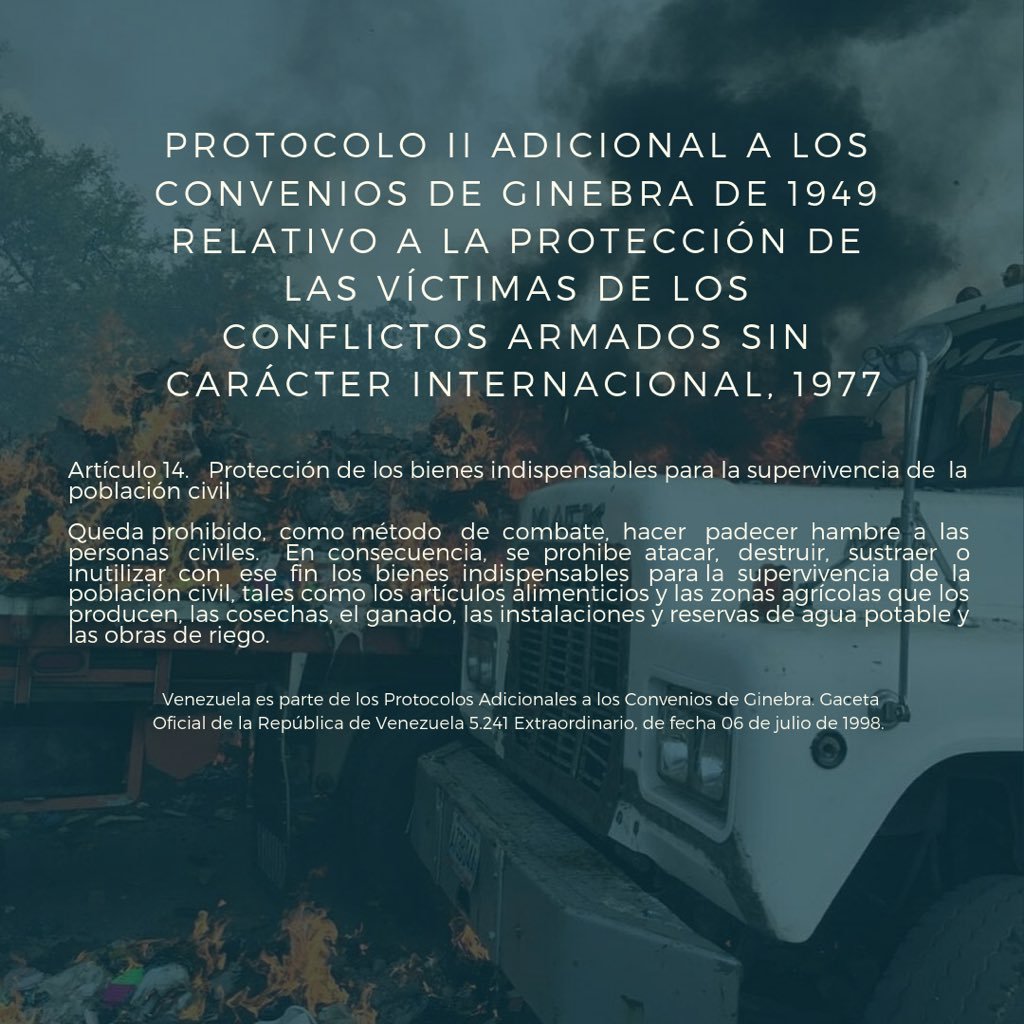 PROTOCOLO II ADICIONAL A LOS
CONVENIOS DE GINEBRA DE 1949
RELATIVO A LA PROTECCIÓN DE
LAS VÍCTIMAS DE LOS
CONFLICTOS ARMADOS SIN
CARÁCTER INTERNACIONAL, 1977
Artículo 14. Protección de los bienes indispensables para la supervivencia de la
población civil
Queda prohibido, como método de combate, hacer padecer hambre a las
personas civiles. En consecuencia, se prohibe atacar, destruir, sustraer o
inutilizar con ese fin los bienes indispensables para la supervivencia de la
población civil, tales como los artículos alimenticios y las zonas agrícolas que los
producen, las cosechas, el ganado, las instalaciones y reservas de agua potable y
las obras de riego.
Venezuela es parte de los Protocolos Adicionales a los Convenios de Ginebra. Gaceta
Oficial de la República de Venezuela 5.241 Extraordinario, de fecha 06 de julio de 1998.